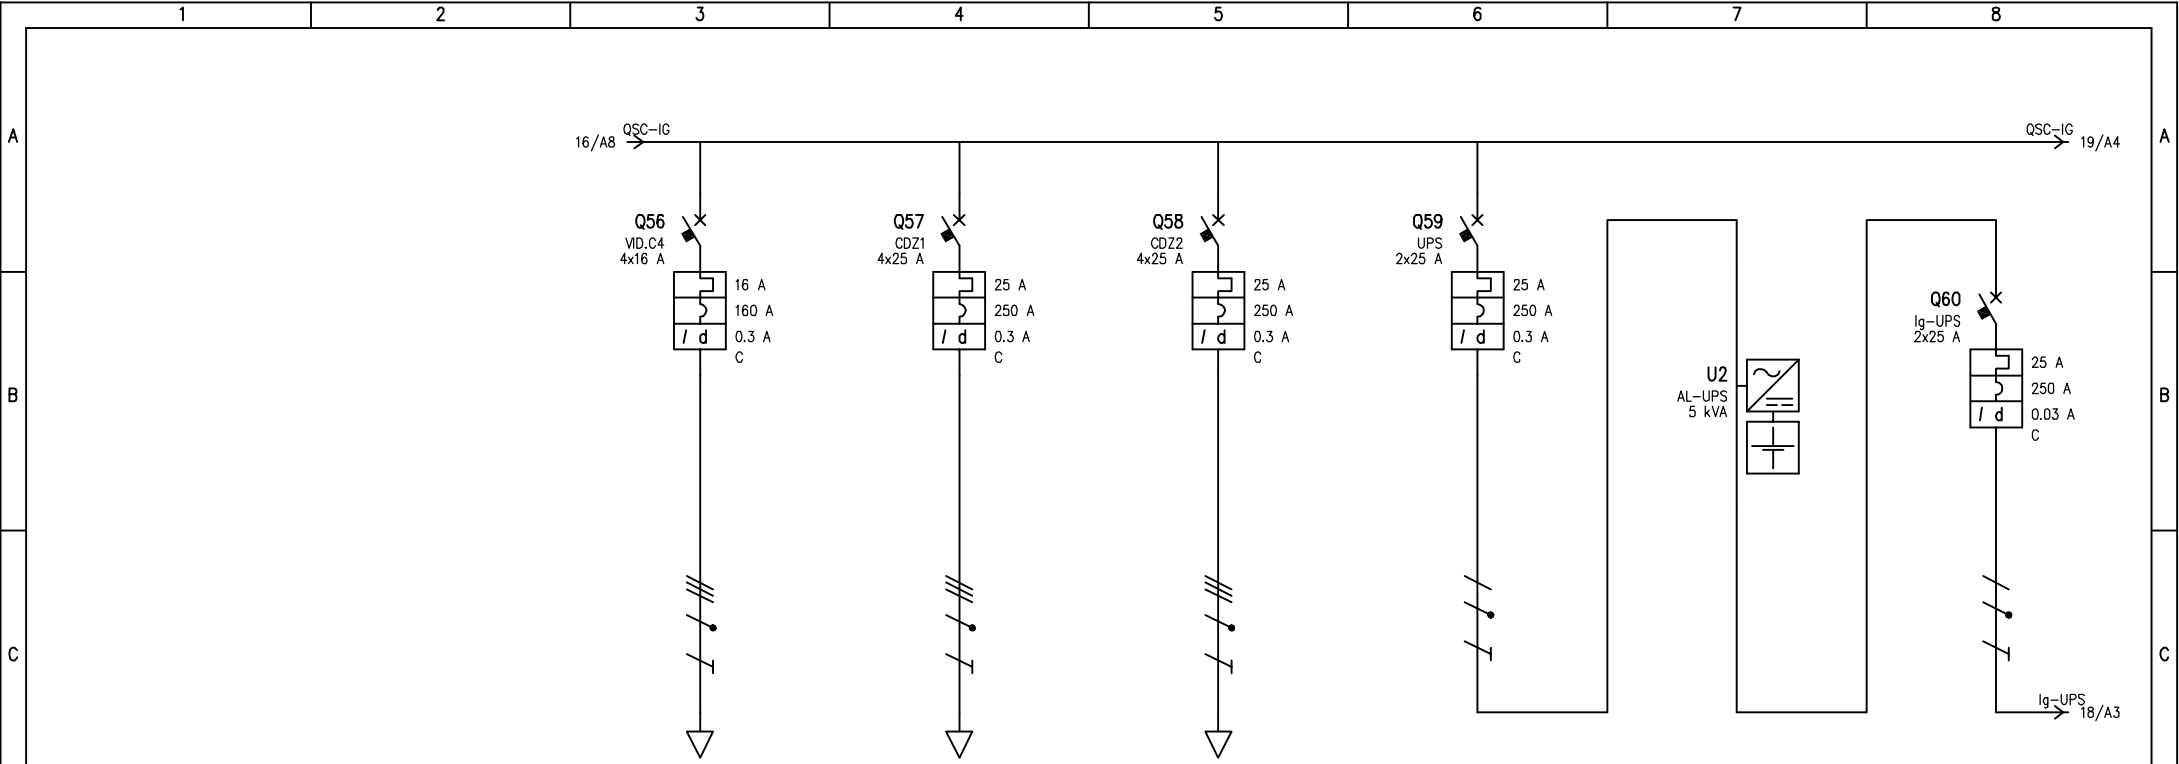 1 2 3 4 5 6 7 8
A A
QSC-IG QSC-IG
16/A8 19/A4
Q56
VID.C4
4x16 A
16 A
160 A
I d 0.3 A
C
Q57
CDZ1
4x25 A
25 A
250 A
I d 0.3 A
C
Q58
CDZ2
4x25 A
25 A
250 A
I d 0.3 A
C
Q59
UPS
2x25 A
25 A
250 A
I d 0.3 A
C
B B
U2
AL-UPS
5 kVA
Q60
Ig-UPS
2x25 A
25 A
250 A
I d 0.03 A
C
C C
Ig-UPS
18/A3